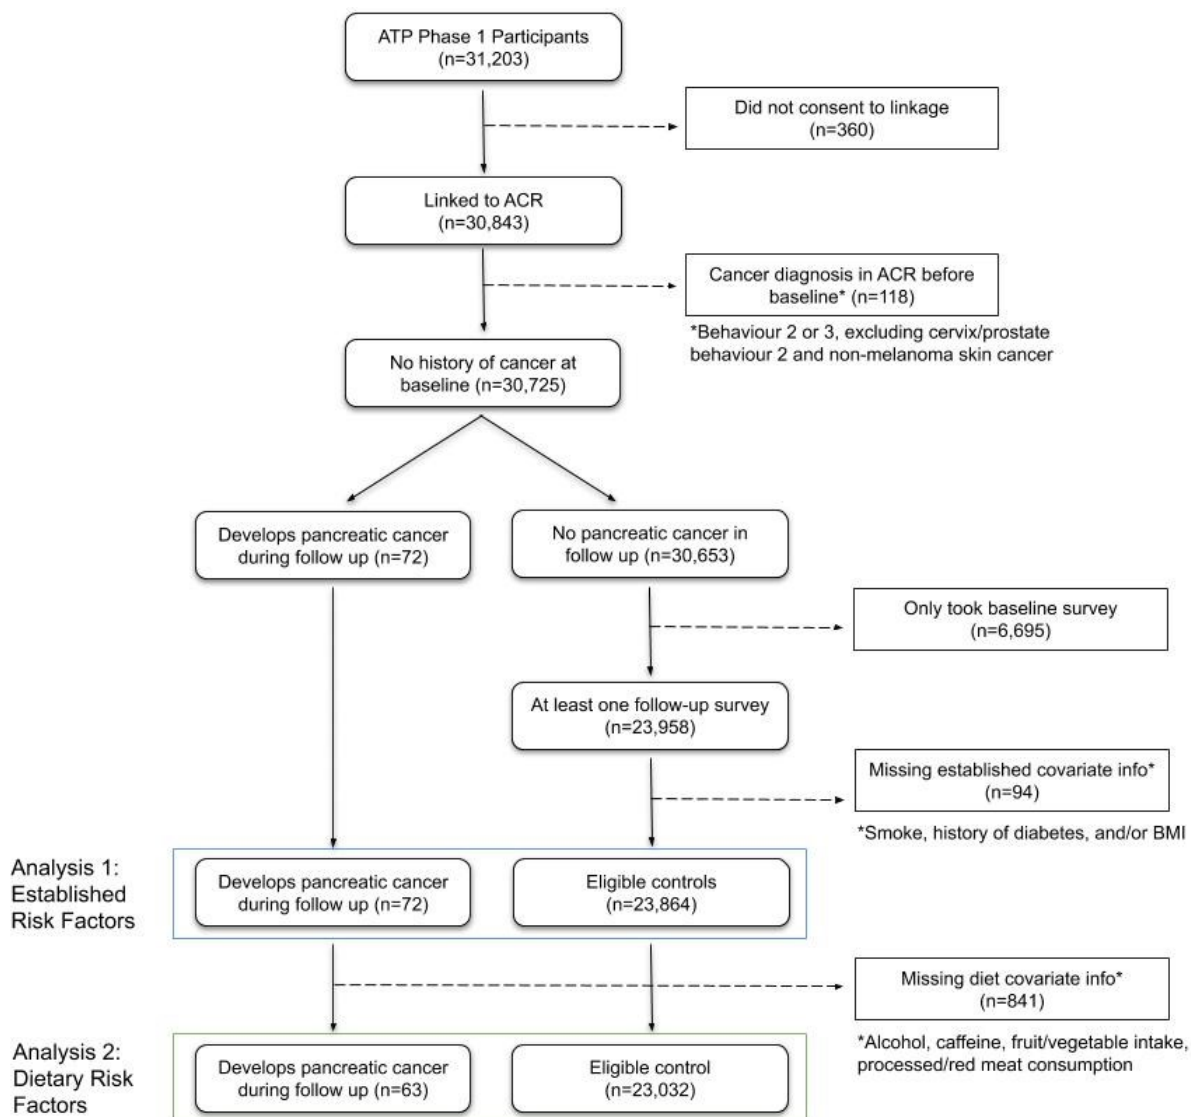 ATP Phase 1 Participants
(n=31,203)
Did not consent to linkage
(n=360)
Linked to ACR
(n=30,843)
Cancer diagnosis in ACR before
baseline* (n=118)
*Behaviour 2 or 3, excluding cervix/prostate
behaviour 2 and non-melanoma skin cancer
No history of cancer at
baseline (n=30,725)
Develops pancreatic cancer
during follow up (n=72)
No pancreatic cancer in
follow up (n=30,653)
Only took baseline survey
(n=6,695)
At least one follow-up survey
(n=23,958)
Missing established covariate info*
(n=94)
*Smoke, history of diabetes, and/or BMI
Analysis 1:
Established
Risk Factors
Develops pancreatic cancer
during follow up (n=72)
Eligible controls
(n=23,864)
Missing diet covariate info*
(n=841)
*Alcohol, caffeine, fruit/vegetable intake,
processed/red meat consumption
Analysis 2:
Dietary Risk
Factors
Develops pancreatic cancer
during follow up (n=63)
Eligible control
(n=23,032)